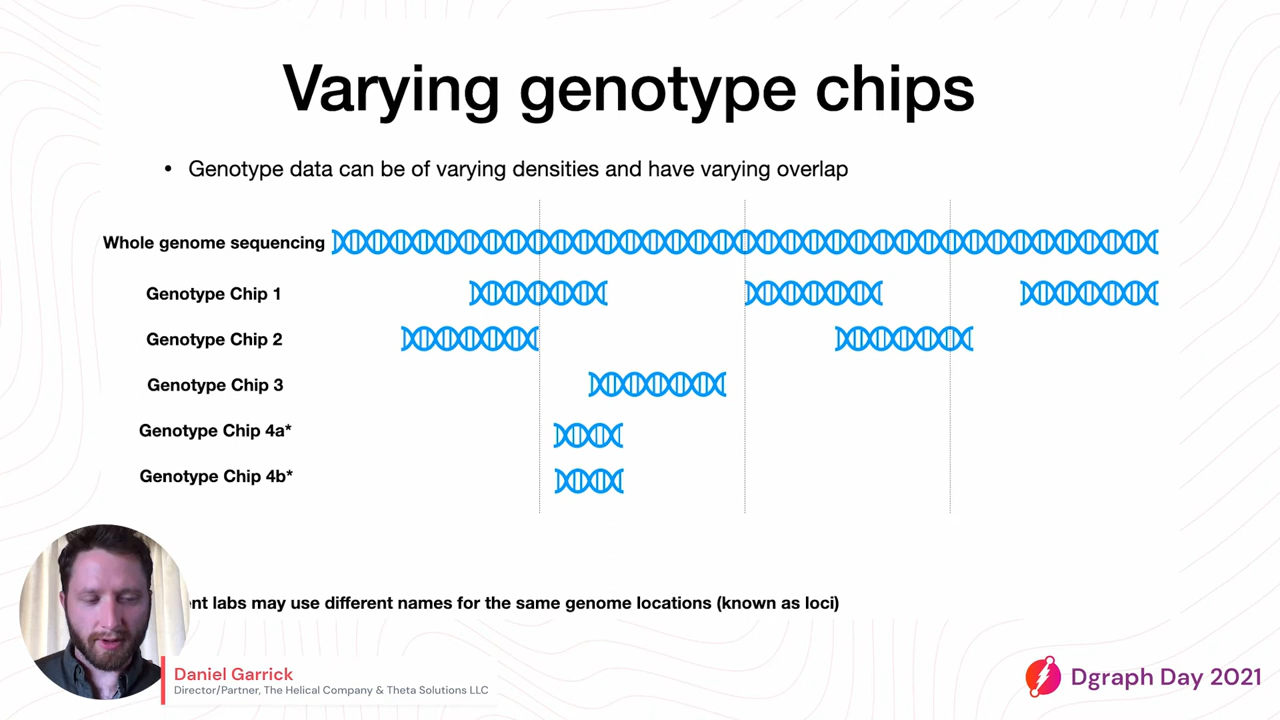 Varying genotype chips
• Genotype data can be of varying densities and have varying overlap
Whole genome sequencing
Genotype Chip 1
Genotype Chip 2
Genotype Chip 3
Genotype Chip 4a*
Genotype Chip 4b*
labs may use different names for the same genome locations (known as loci)
Daniel Garrick
Director/Partner, The Helical Company & Theta Solutions LLC
Dgraph Day 2021